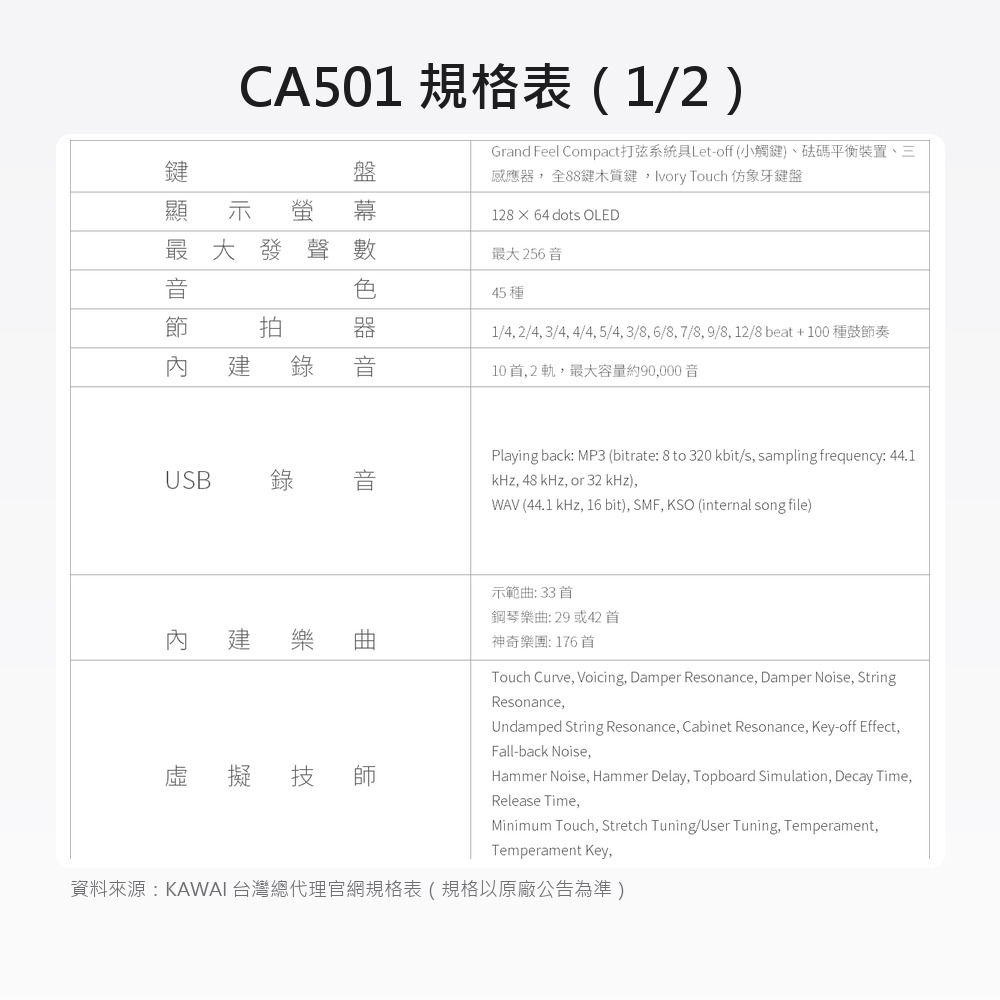 CA501 規格表（1/2）
鍵盤
Grand Feel Compact打弦系統具Let-off (小觸鍵)、砝碼平衡裝置、三
感應器， 全88鍵木質鍵 ，Ivory Touch 仿象牙鍵盤
顯示螢幕
128 × 64 dots OLED
最大發聲數
最大 256 音
音色
45 種
節拍器
1/4, 2/4, 3/4, 4/4, 5/4, 3/8, 6/8, 7/8, 9/8, 12/8 beat + 100 種鼓節奏
內建錄音
10 首, 2 軌，最大容量約90,000 音
USB 錄音
Playing back: MP3 (bitrate: 8 to 320 kbit/s, sampling frequency: 44.1
kHz, 48 kHz, or 32 kHz),
WAV (44.1 kHz, 16 bit), SMF, KSO (internal song file)
內建樂曲
示範曲: 33 首
鋼琴樂曲: 29 或42 首
神奇樂團: 176 首
虛擬技師
Touch Curve, Voicing, Damper Resonance, Damper Noise, String
Resonance,
Undamped String Resonance, Cabinet Resonance, Key-off Effect,
Fall-back Noise,
Hammer Noise, Hammer Delay, Topboard Simulation, Decay Time,
Release Time,
Minimum Touch, Stretch Tuning/User Tuning, Temperament,
Temperament Key,
資料來源：KAWAI 台灣總代理官網規格表（規格以原廠公告為準）